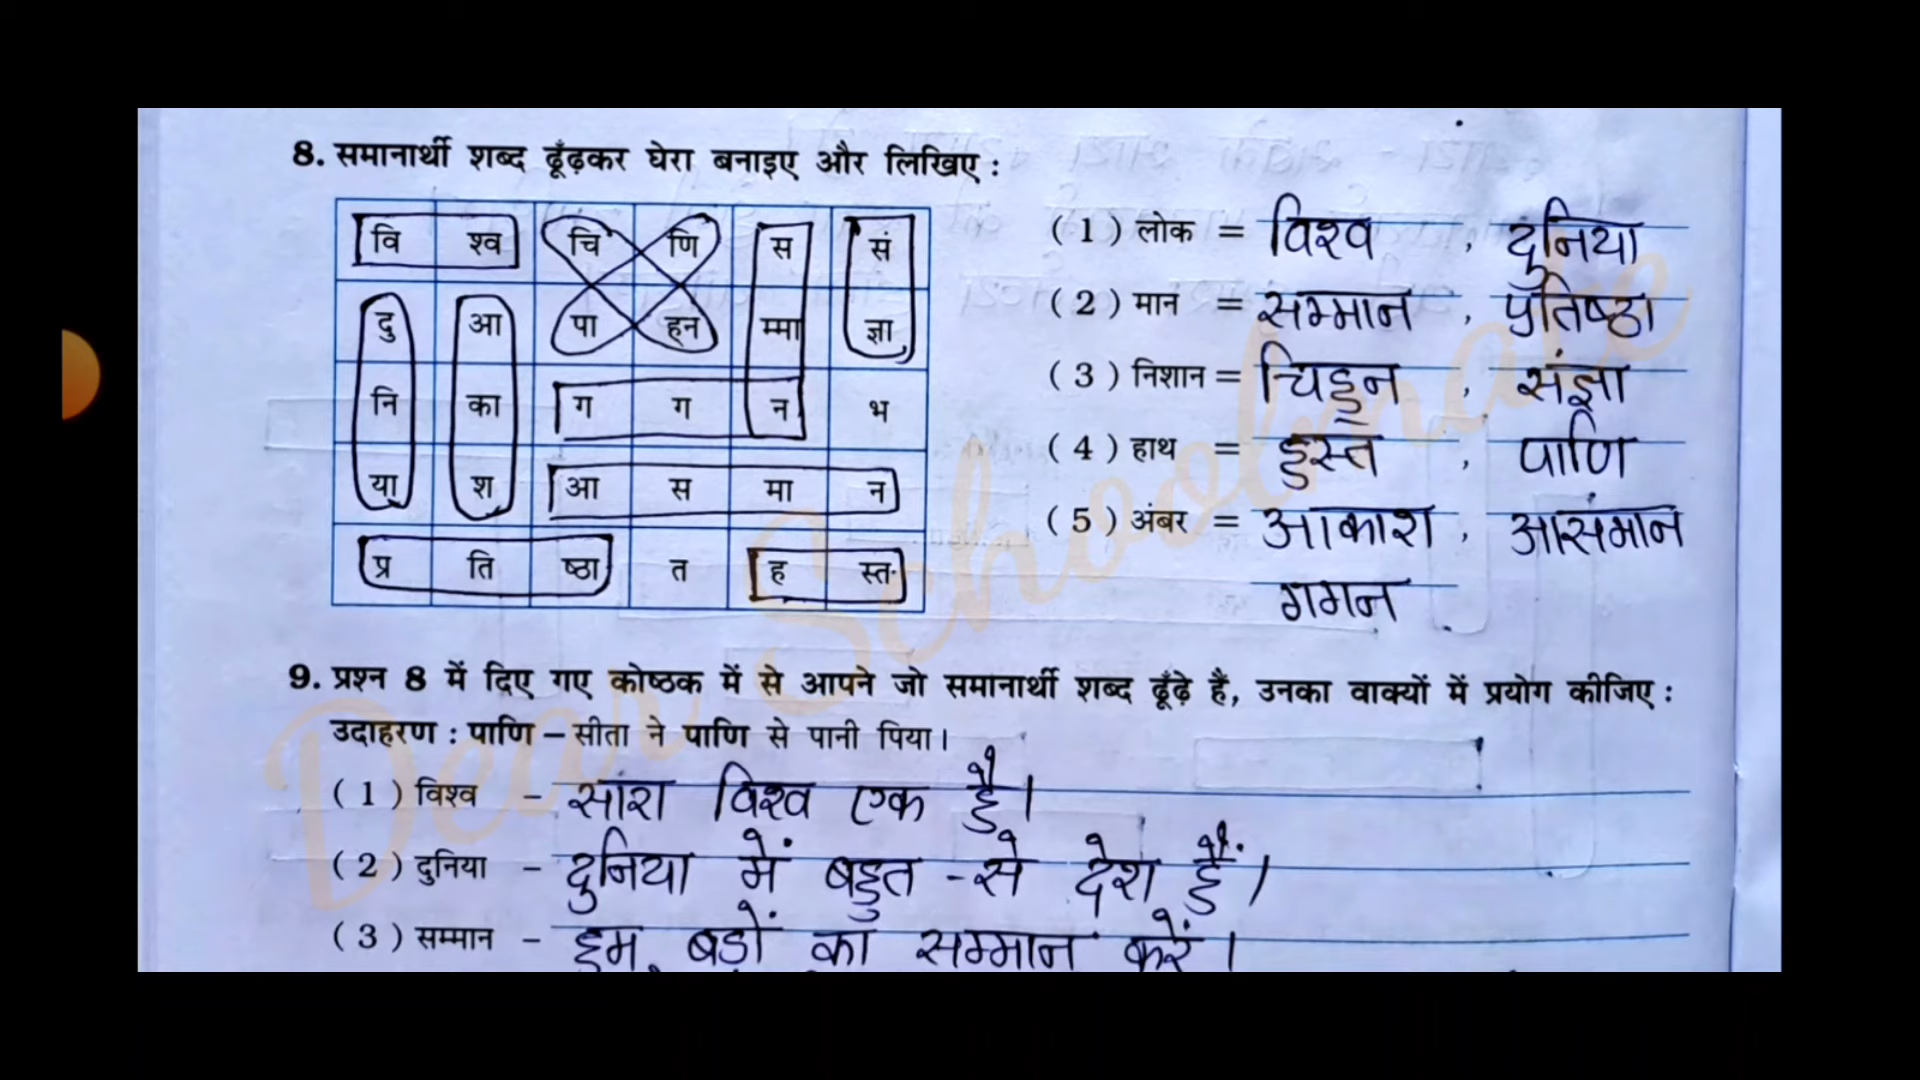 8. समानार्थी शब्द ढूँढ़कर घेरा बनाइए और लिखिए :
वि श्व चि णि स सं
दु आ पा हन म्मा ज्ञा
नि का ग ग न भ
या श आ स मा न
प्र ति ष्ठा त ह स्त
( 1 ) लोक = विश्व , दुनिया
( 2 ) मान = सम्मान , प्रतिष्ठा
( 3 ) निशान = चिह्न , संज्ञा
( 4 ) हाथ = हस्त , पाणि
( 5 ) अंबर = आकाश , आसमान
गगन
9. प्रश्न 8 में दिए गए कोष्ठक में से आपने जो समानार्थी शब्द ढूँढ़े हैं, उनका वाक्यों में प्रयोग कीजिए :
उदाहरण : पाणि – सीता ने पाणि से पानी पिया।
( 1 ) विश्व - सारा विश्व एक है।
( 2 ) दुनिया - दुनिया में बहुत -से देश हैं।
( 3 ) सम्मान - हम बड़ों का सम्मान करें।
Dear Schoolmate